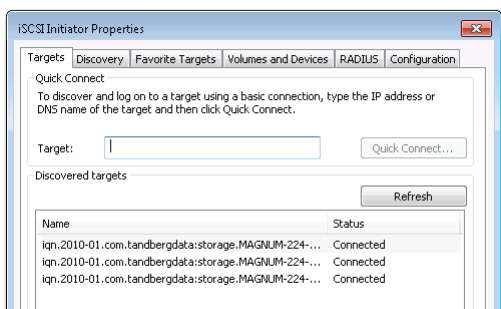 iSCSI Initiator Properties
Targets Discovery Favorite Targets Volumes and Devices RADIUS Configuration
Quick Connect
To discover and log on to a target using a basic connection, type the IP address or
DNS name of the target and then click Quick Connect.
Target: Quick Connect...
Discovered targets
Refresh
Name Status
iqn.2010-01.com.tandbergdata:storage.MAGNUM-224-... Connected
iqn.2010-01.com.tandbergdata:storage.MAGNUM-224-... Connected
iqn.2010-01.com.tandbergdata:storage.MAGNUM-224-... Connected